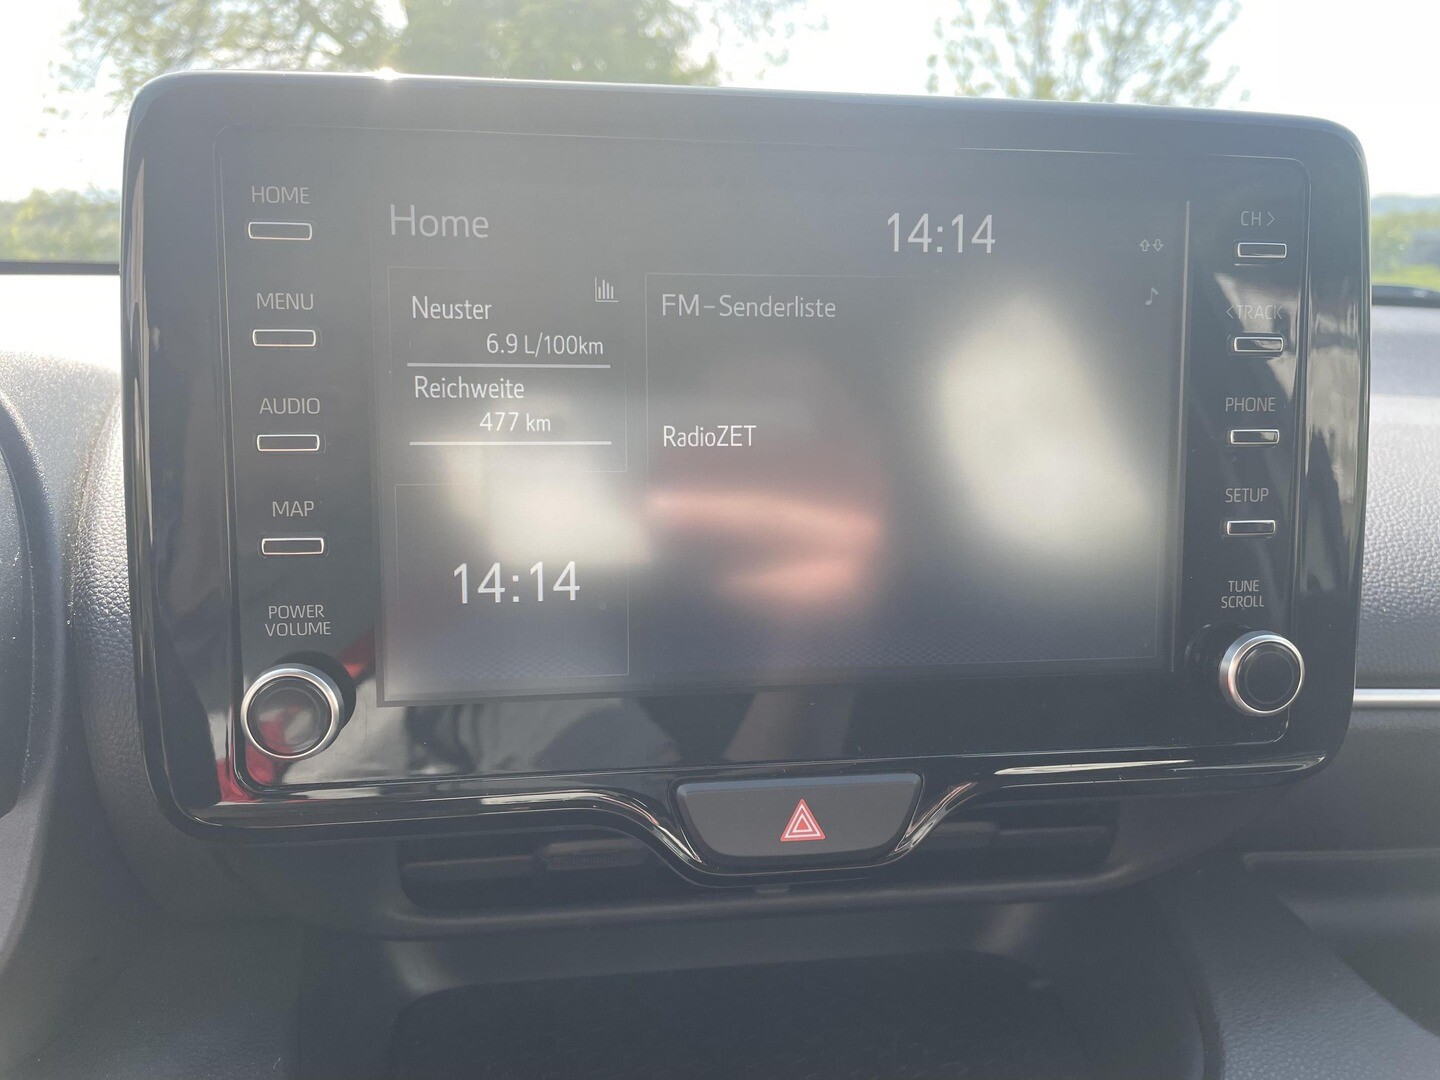 HOME
MENU
AUDIO
MAP
POWER
VOLUME
Home
14:14
Neuster
6.9 L/100km
Reichweite
477 km
14:14
FM-Senderliste
RadioZET
CH >
< TRACK
PHONE
SETUP
TUNE
SCROLL